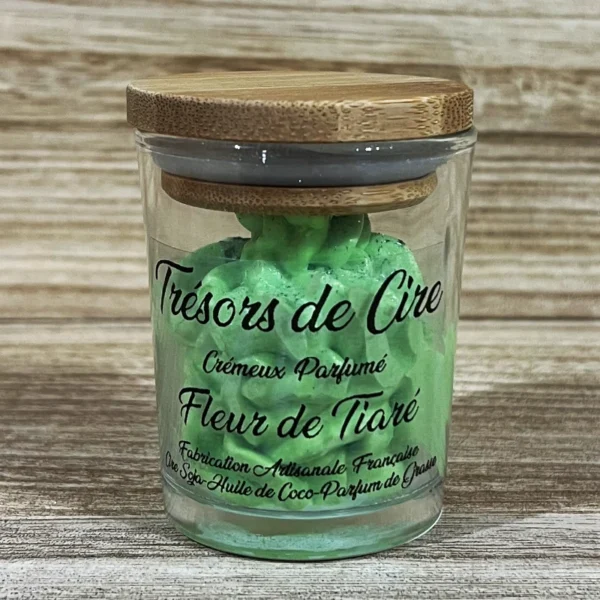 Trésors de Cire
Crémeux Parfumé
Fleur de Tiaré
Fabrication Artisanale Française
Cire Soja-Huile de Coco-Parfum de Grasse